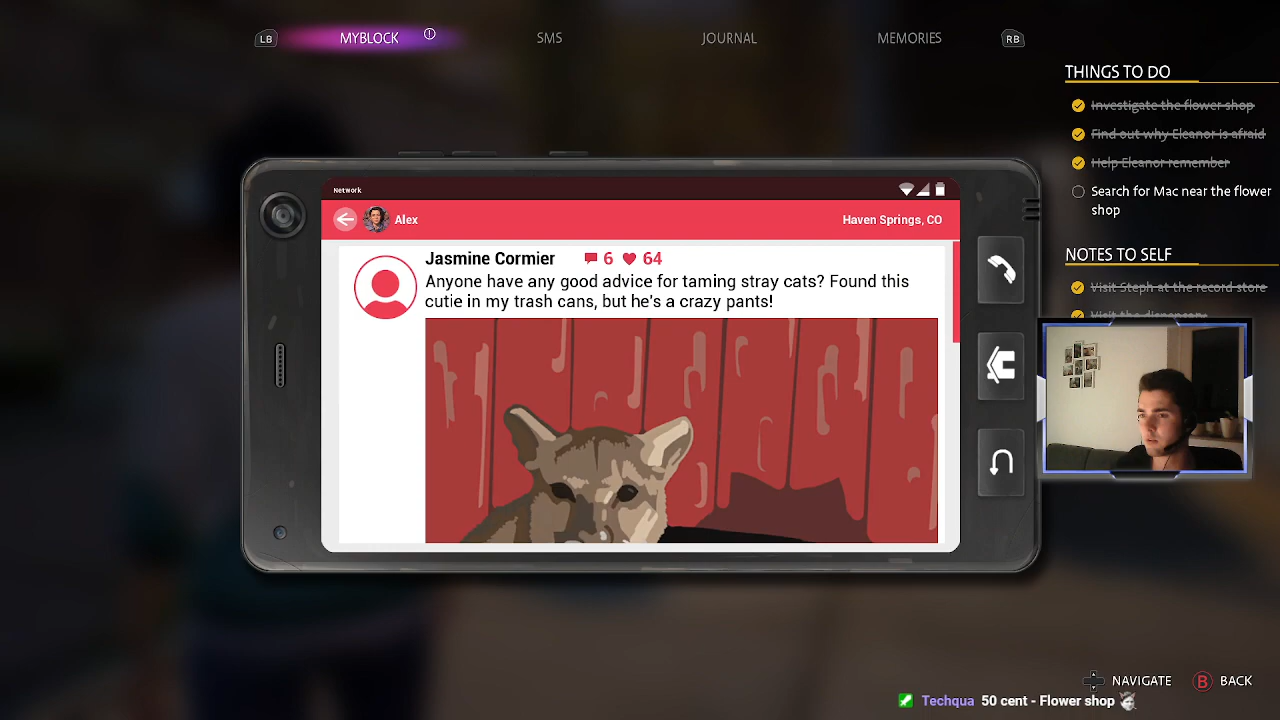 LB
MYBLOCK
SMS
JOURNAL
MEMORIES
RB
THINGS TO DO
Investigate the flower shop
Find out why Eleanor is afraid
Help Eleanor remember
Search for Mac near the flower
shop
NOTES TO SELF
Visit Steph at the record store
Visit the dispensary
Network
Alex
Haven Springs, CO
Jasmine Cormier 6 64
Anyone have any good advice for taming stray cats? Found this
cutie in my trash cans, but he's a crazy pants!
NAVIGATE
B BACK
Techqua 50 cent - Flower shop